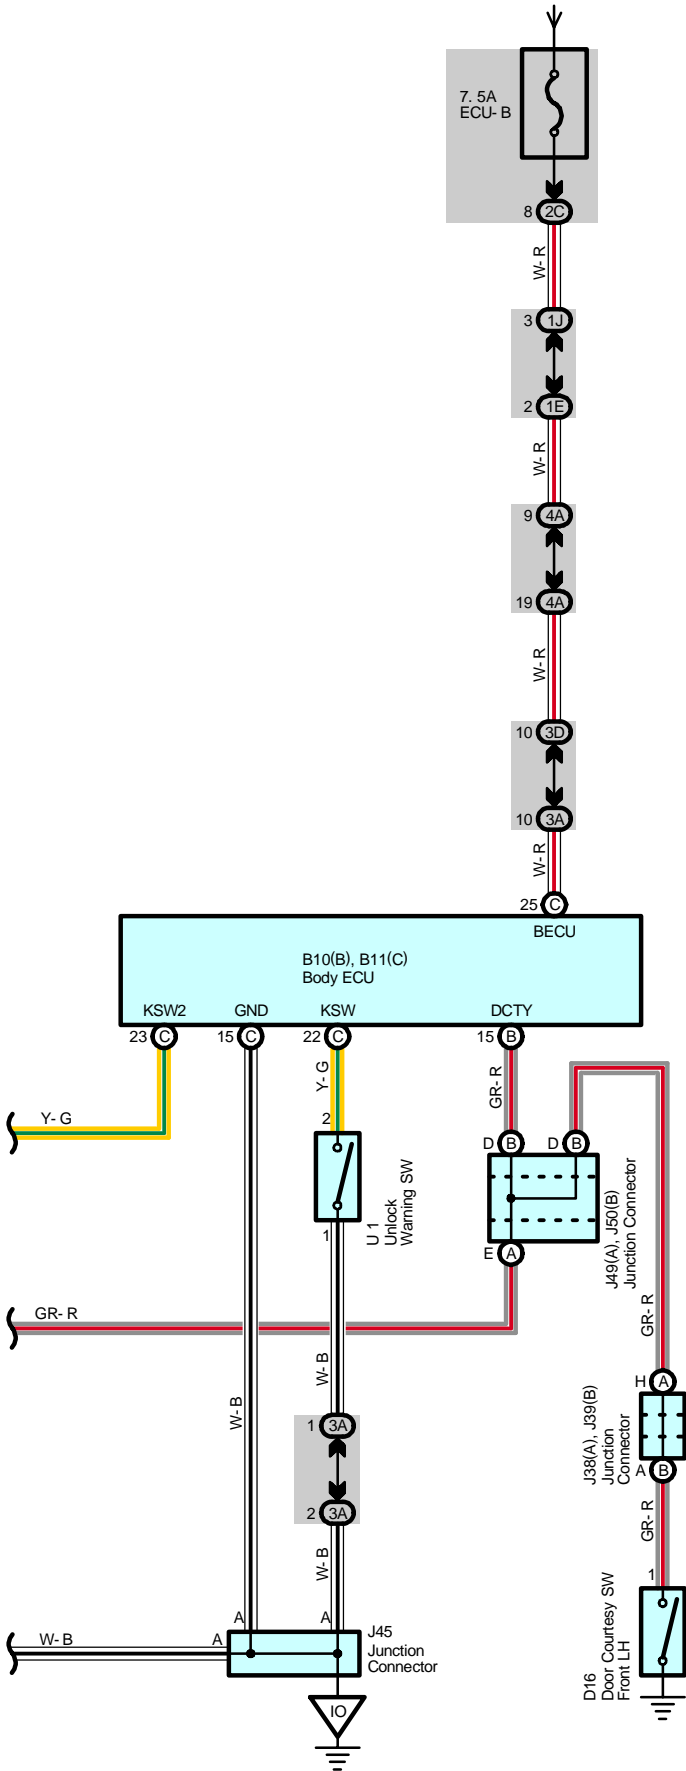 7. 5A
ECU- B
8 2C
W- R
3 1J
2 1E
W- R
9 4A
19 4A
W- R
10 3D
10 3A
W- R
25 C
BECU
B10(B), B11(C)
Body ECU
KSW2 GND KSW DCTY
23 C 15 C 22 C 15 B
Y- G
GR- R
Y- G
2
D B D B
U 1
Unlock
Warning SW
1
J49(A), J50(B)
Junction Connector
E A
GR- R
GR- R
W- B
W- B
H A
1 3A
J38(A), J39(B)
Junction
Connector
A B
2 3A
GR- R
W- B
1
A A
J45
Junction
Connector
W- B A
D16
Door Courtesy SW
Front LH
IO